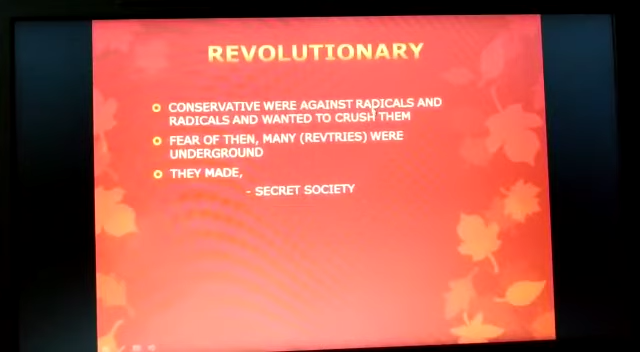 REVOLUTIONARY
CONSERVATIVE WERE AGAINST RADICALS AND
RADICALS AND WANTED TO CRUSH THEM
FEAR OF THEN, MANY (REVTRIES) WERE
UNDERGROUND
THEY MADE,
- SECRET SOCIETY